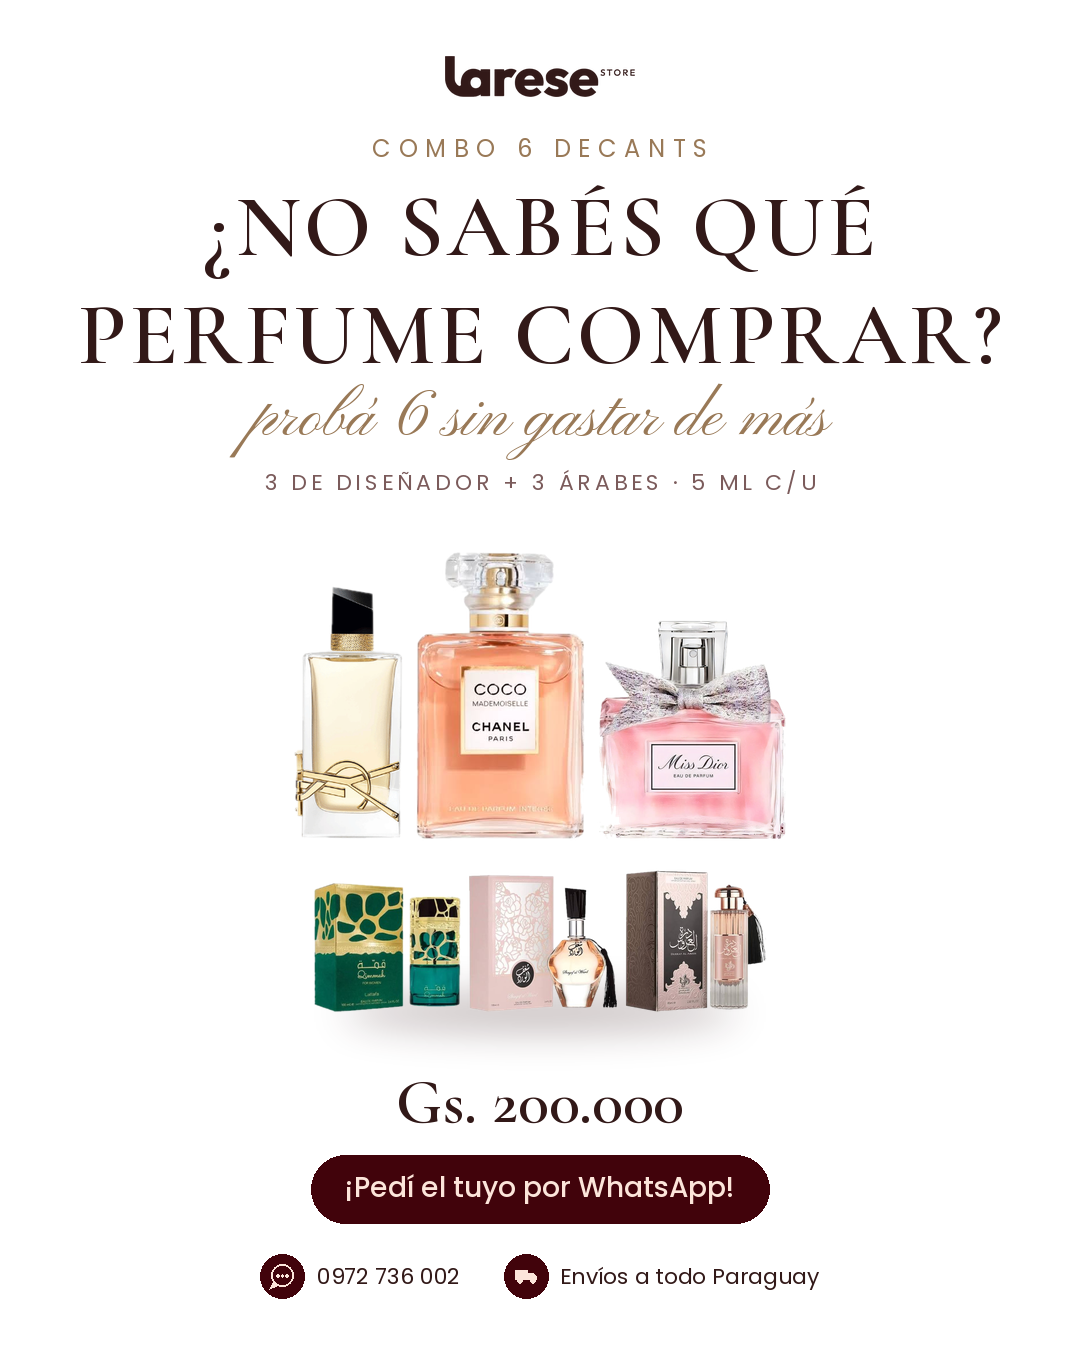 larese STORE
COMBO 6 DECANTS
¿NO SABÉS QUÉ
PERFUME COMPRAR?
probá 6 sin gastar de más
3 DE DISEÑADOR + 3 ÁRABES · 5 ML C/U
COCO
MADEMOISELLE
CHANEL
PARIS
Miss Dior
EAU DE PARFUM
قمة
Qimmah
Gs. 200.000
¡Pedí el tuyo por WhatsApp!
0972 736 002
Envíos a todo Paraguay